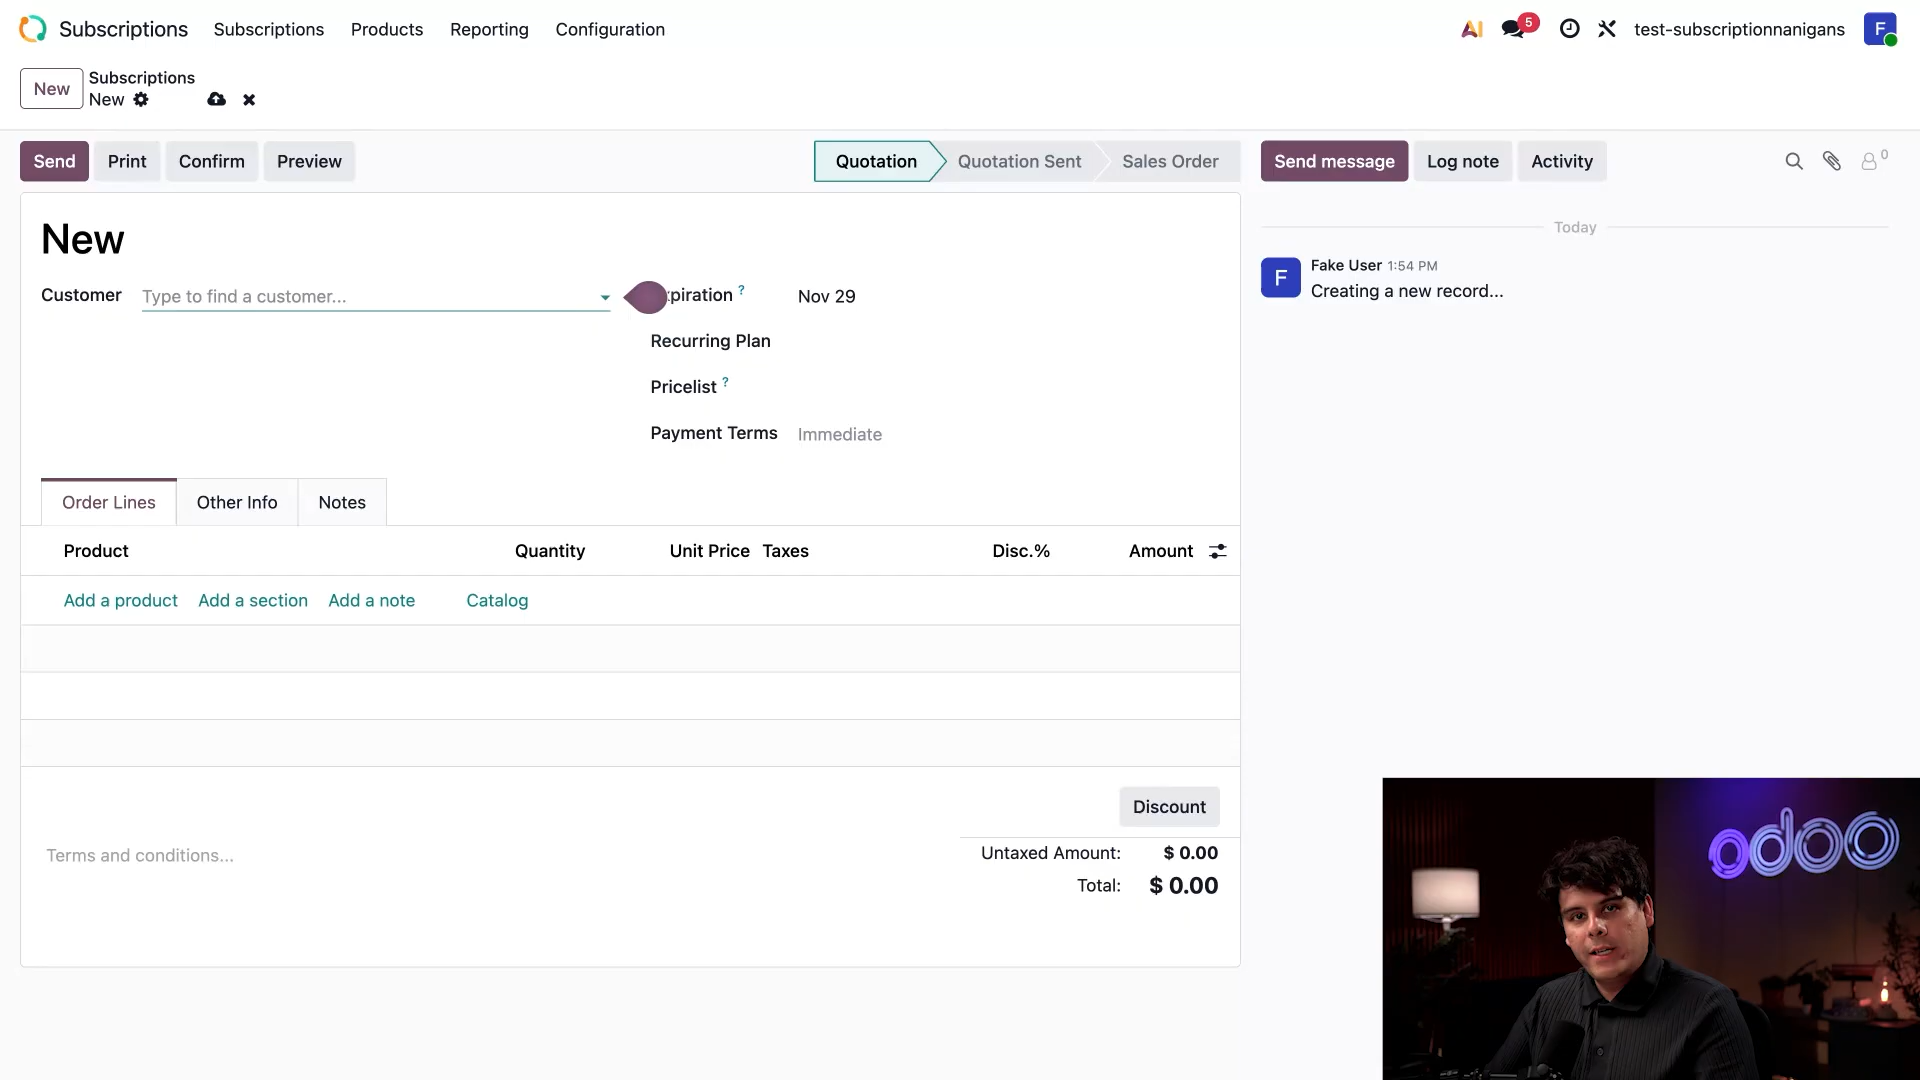 Subscriptions Subscriptions Products Reporting Configuration AI 5 test-subscriptionnanigans F
New Subscriptions
New
Send Print Confirm Preview Quotation Quotation Sent Sales Order Send message Log note Activity 0
New
Today
Customer Type to find a customer... piration ? Nov 29
F Fake User 1:54 PM
Creating a new record...
Recurring Plan
Pricelist ?
Payment Terms Immediate
Order Lines Other Info Notes
Product Quantity Unit Price Taxes Disc.% Amount
Add a product Add a section Add a note Catalog
Discount
Terms and conditions... Untaxed Amount: $ 0.00
Total: $ 0.00
odoo